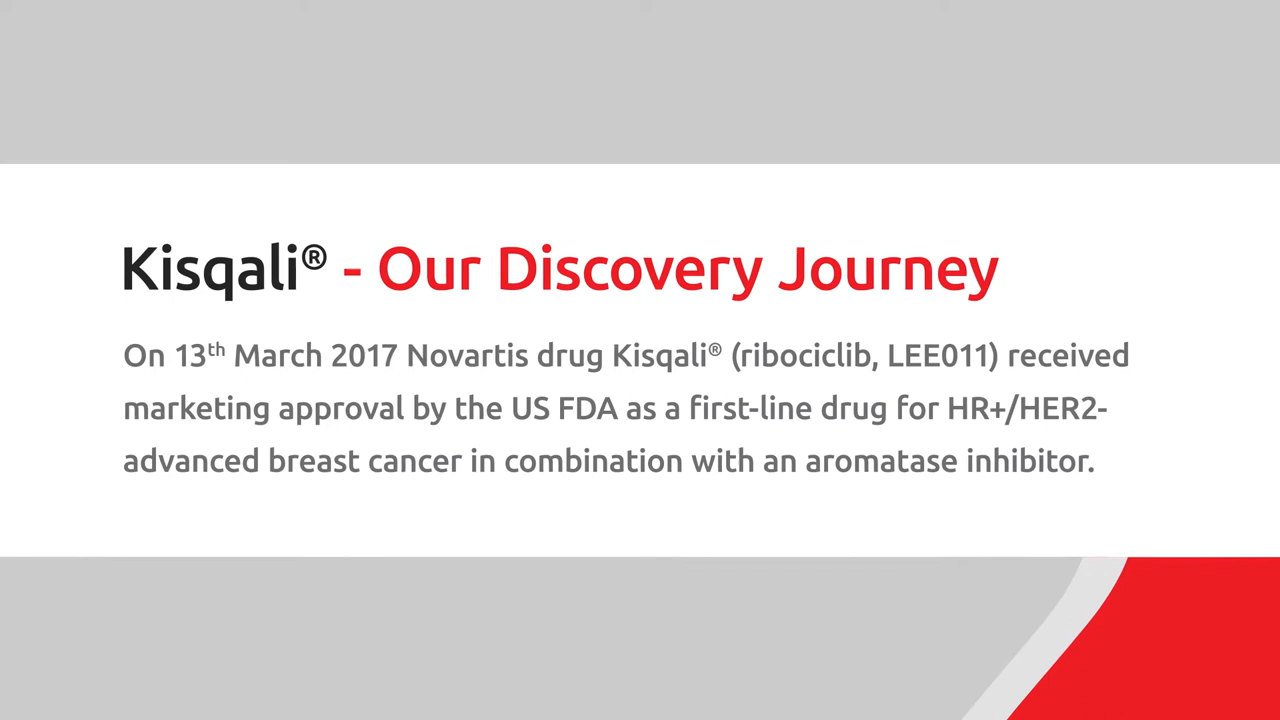 Kisqali® - Our Discovery Journey
On 13th March 2017 Novartis drug Kisqali® (ribociclib, LEE011) received
marketing approval by the US FDA as a first-line drug for HR+/HER2-
advanced breast cancer in combination with an aromatase inhibitor.